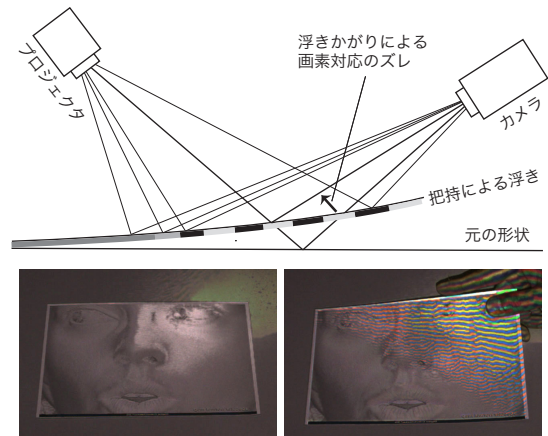 プロジェクタ
浮きかがりによる
画素対応のズレ
カメラ
把持による浮き
元の形状